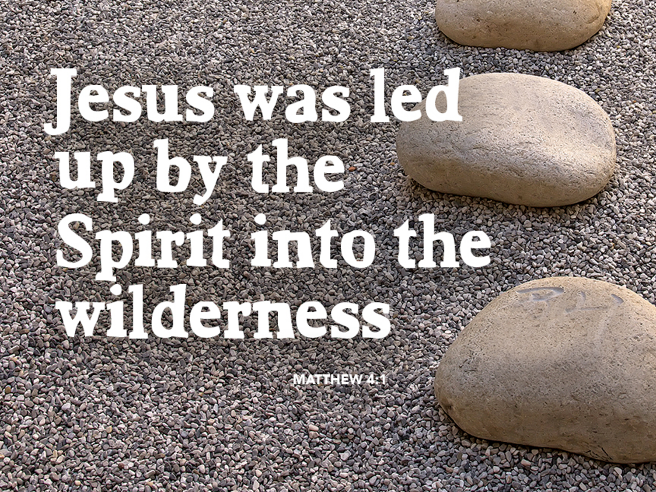 Jesus was led
up by the
Spirit into the
wilderness
MATTHEW 4:1